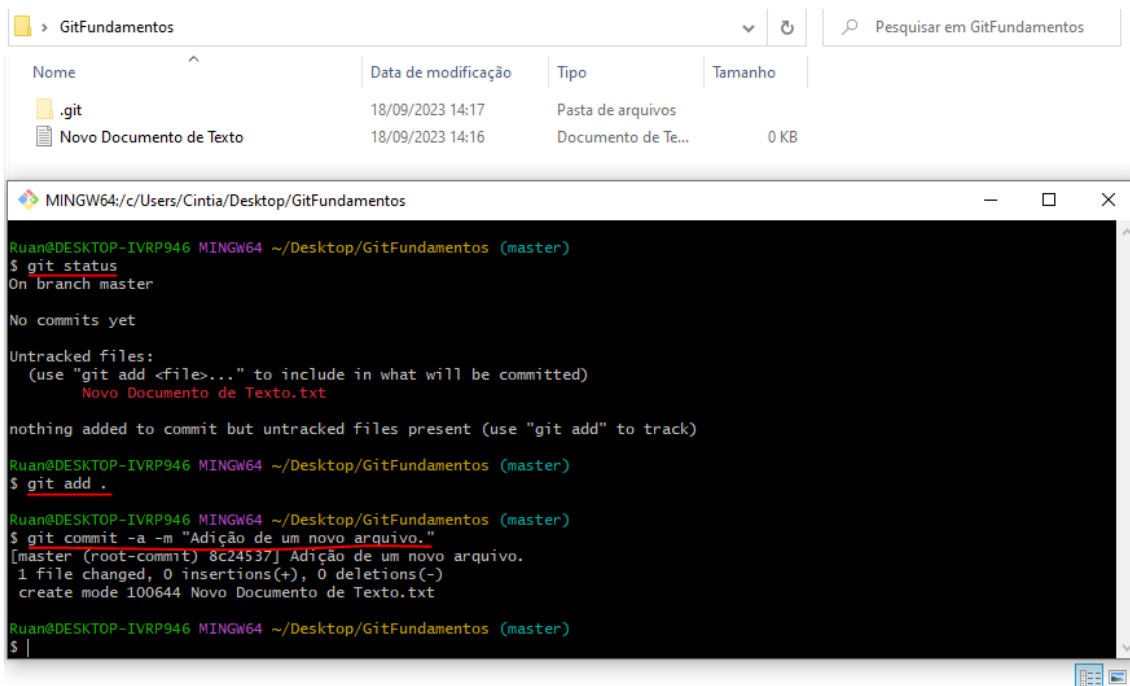 GitFundamentos
Pesquisar em GitFundamentos
Nome Data de modificação Tipo Tamanho
.git 18/09/2023 14:17 Pasta de arquivos
Novo Documento de Texto 18/09/2023 14:16 Documento de Te... 0 KB
MINGW64:/c/Users/Cintia/Desktop/GitFundamentos
Ruan@DESKTOP-IVRP946 MINGW64 ~/Desktop/GitFundamentos (master)
$ git status
On branch master
No commits yet
Untracked files:
(use "git add <file>..." to include in what will be committed)
Novo Documento de Texto.txt
nothing added to commit but untracked files present (use "git add" to track)
Ruan@DESKTOP-IVRP946 MINGW64 ~/Desktop/GitFundamentos (master)
$ git add .
Ruan@DESKTOP-IVRP946 MINGW64 ~/Desktop/GitFundamentos (master)
$ git commit -a -m "Adição de um novo arquivo."
[master (root-commit) 8c24537] Adição de um novo arquivo.
1 file changed, 0 insertions(+), 0 deletions(-)
create mode 100644 Novo Documento de Texto.txt
Ruan@DESKTOP-IVRP946 MINGW64 ~/Desktop/GitFundamentos (master)
$